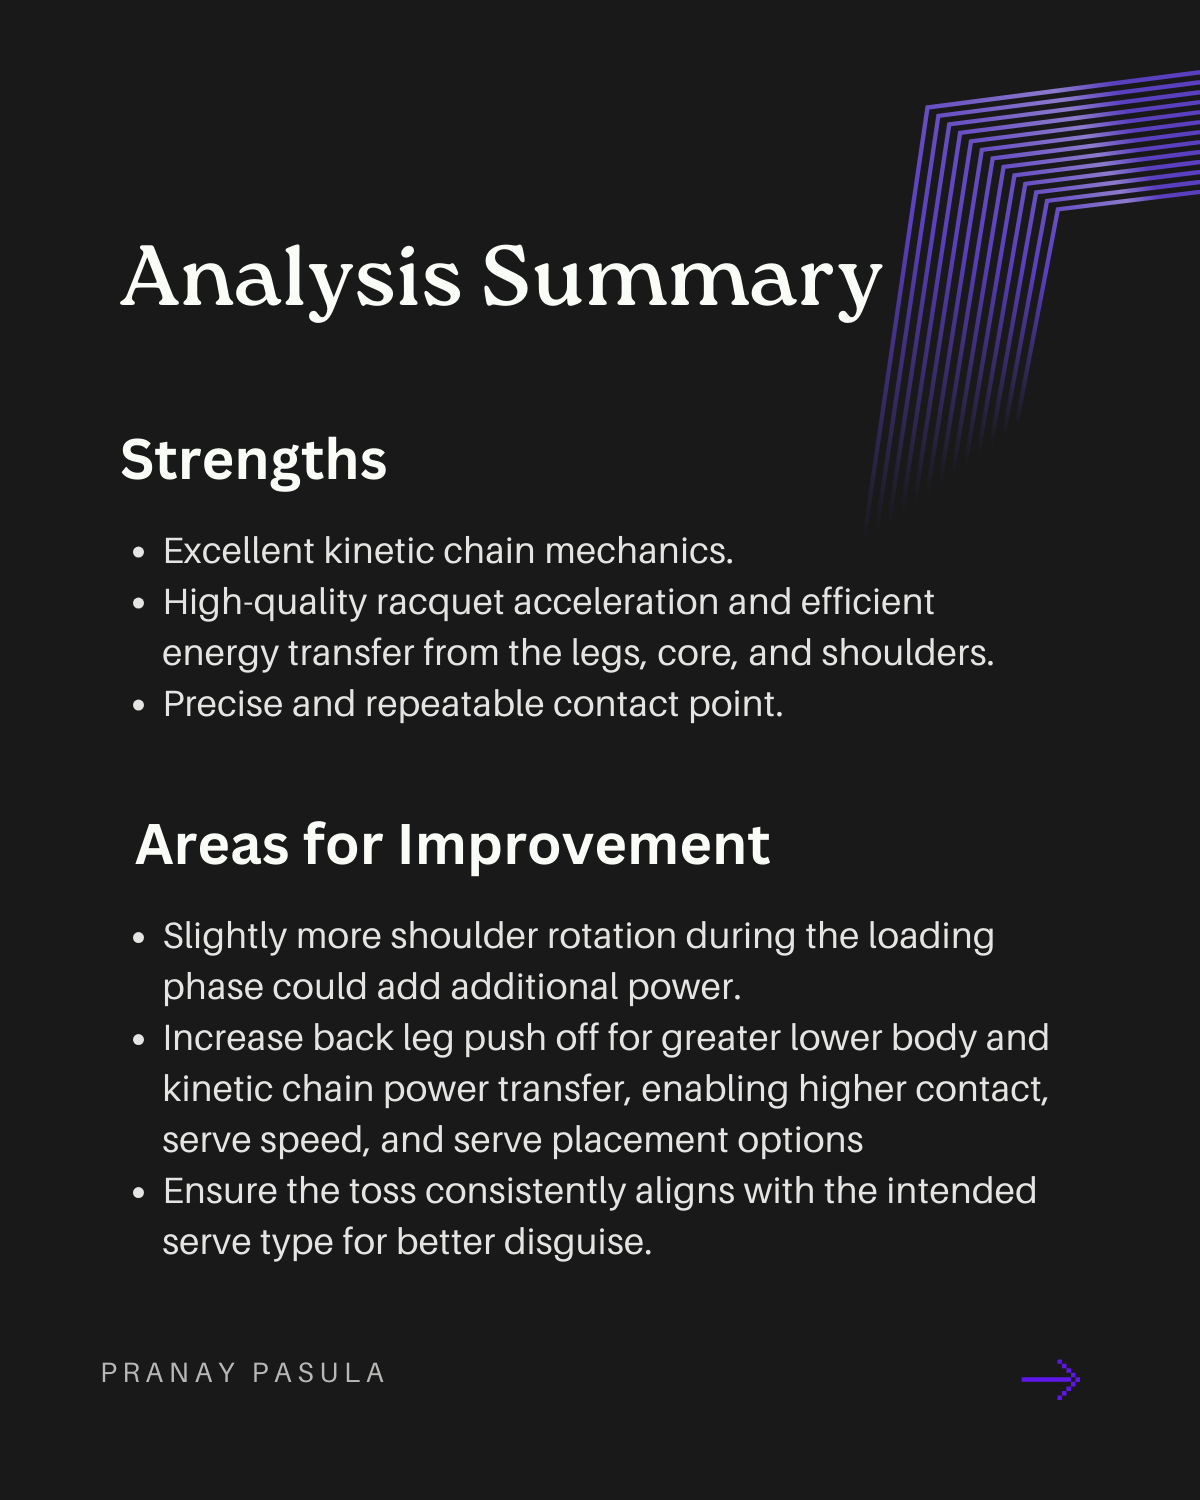 Analysis Summary
Strengths
• Excellent kinetic chain mechanics.
• High-quality racquet acceleration and efficient
energy transfer from the legs, core, and shoulders.
• Precise and repeatable contact point.
Areas for Improvement
• Slightly more shoulder rotation during the loading
phase could add additional power.
• Increase back leg push off for greater lower body and
kinetic chain power transfer, enabling higher contact,
serve speed, and serve placement options
• Ensure the toss consistently aligns with the intended
serve type for better disguise.
PRANAY PASULA